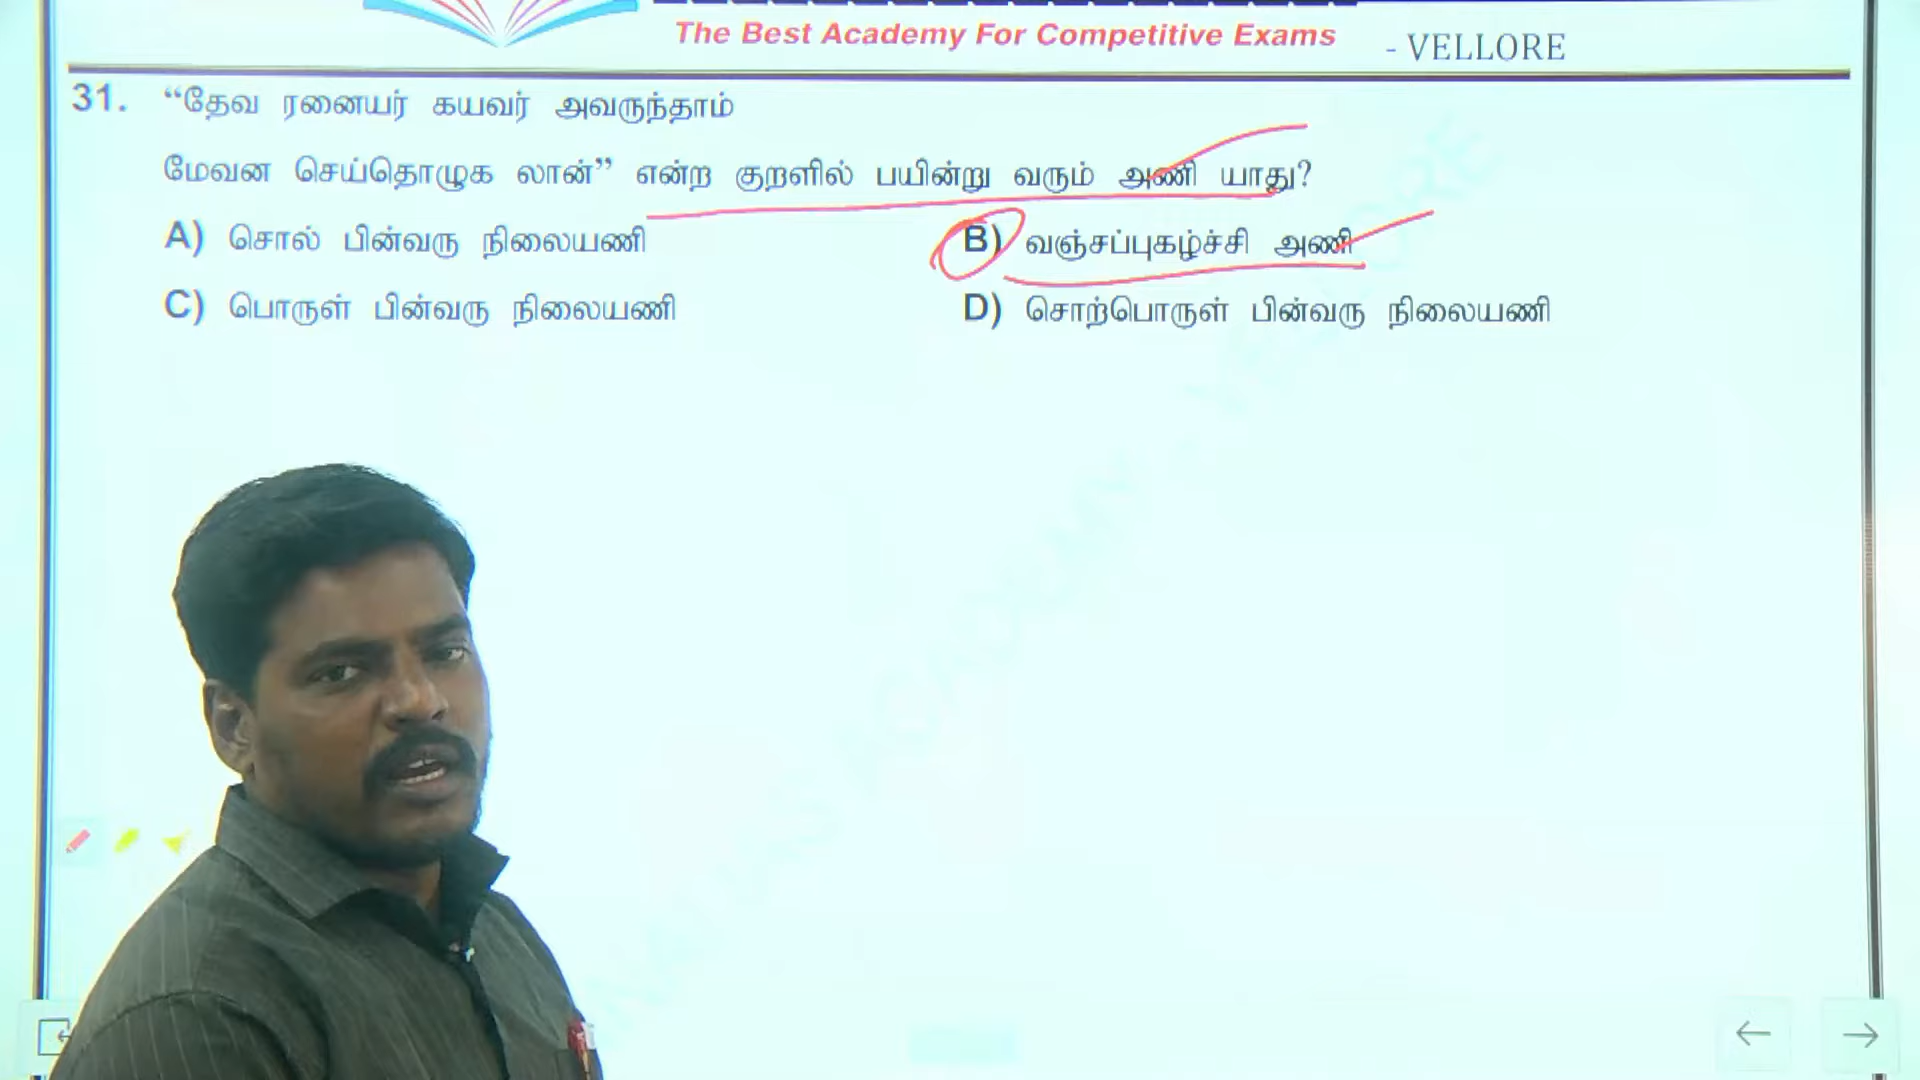 The Best Academy For Competitive Exams
- VELLORE
31. “தேவ ரனையர் கயவர் அவருந்தாம்
மேவன செய்தொழுக லான்” என்ற குறளில் பயின்று வரும் அணி யாது?
A) சொல் பின்வரு நிலையணி
B) வஞ்சப்புகழ்ச்சி அணி
C) பொருள் பின்வரு நிலையணி
D) சொற்பொருள் பின்வரு நிலையணி